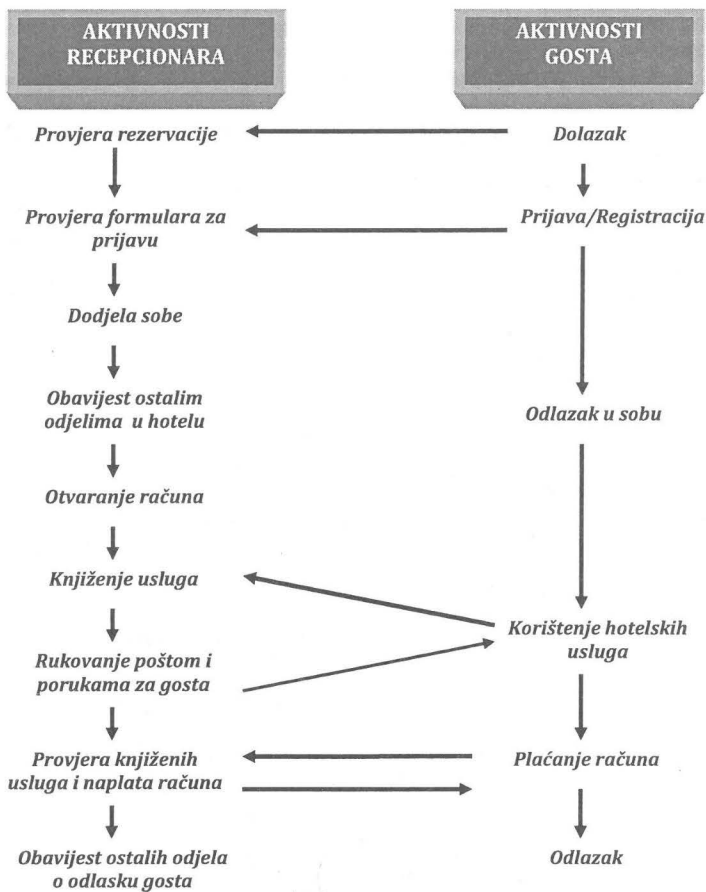 AKTIVNOSTI
RECEPCIONARA
AKTIVNOSTI
GOSTA
Provjera rezervacije
Dolazak
Provjera formulara za
prijavu
Prijava/Registracija
Dodjela sobe
Obavijest ostalim
odjelima u hotelu
Odlazak u sobu
Otvaranje računa
Knjiženje usluga
Korištenje hotelskih
usluga
Rukovanje poštom i
porukama za gosta
Provjera knjiženih
usluga i naplata računa
Plaćanje računa
Obavijest ostalih odjela
o odlasku gosta
Odlazak